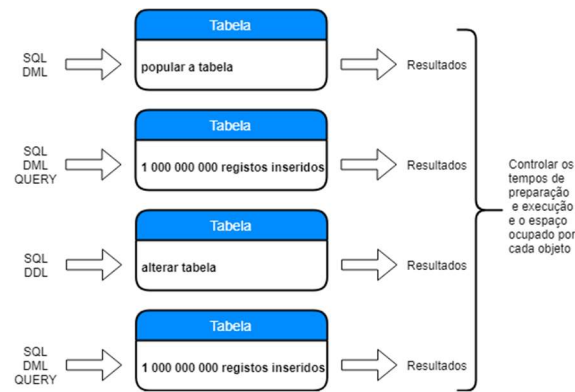 Tabela
SQL
DML
popular a tabela
Resultados
Tabela
SQL
DML
QUERY
1 000 000 000 registos inseridos
Resultados
Controlar os
tempos de
preparação
e execução
e o espaço
ocupado por
cada objeto
Tabela
SQL
DDL
alterar tabela
Resultados
Tabela
SQL
DML
QUERY
1 000 000 000 registos inseridos
Resultados